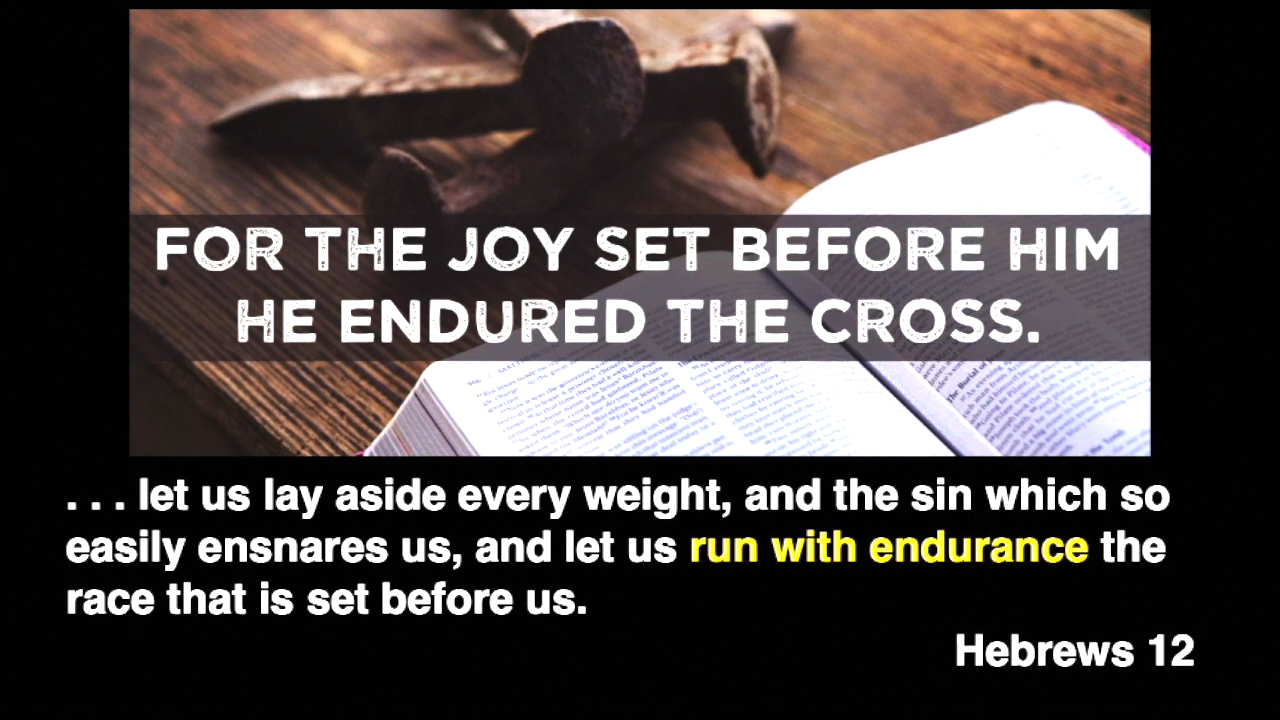 FOR THE JOY SET BEFORE HIM
HE ENDURED THE CROSS.
. . . let us lay aside every weight, and the sin which so
easily ensnares us, and let us run with endurance the
race that is set before us.
Hebrews 12